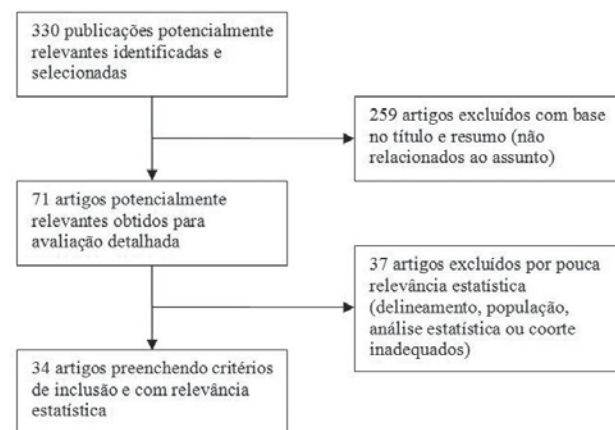 330 publicações potencialmente
relevantes identificadas e
selecionadas
259 artigos excluídos com base
no título e resumo (não
relacionados ao assunto)
71 artigos potencialmente
relevantes obtidos para
avaliação detalhada
37 artigos excluídos por pouca
relevância estatística
(delineamento, população,
análise estatística ou coorte
inadequados)
34 artigos preenchendo critérios
de inclusão e com relevância
estatística